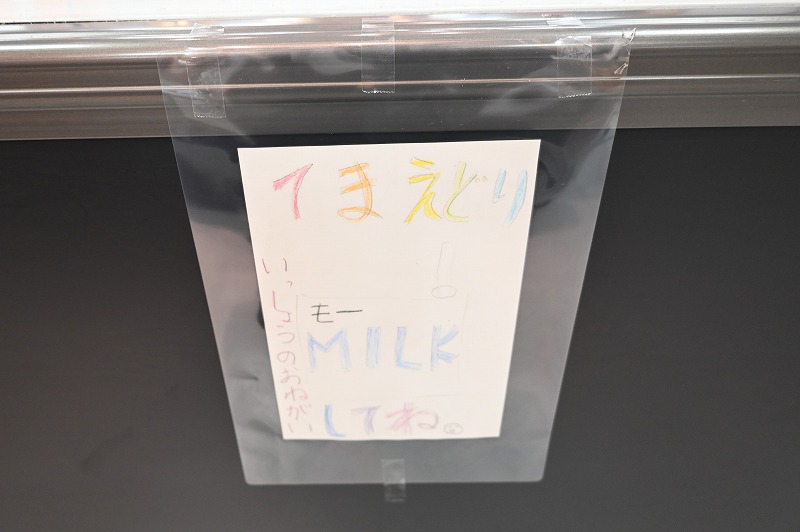 てまえどり
!
モー
MILK
してね。
いっしょうのおねがい